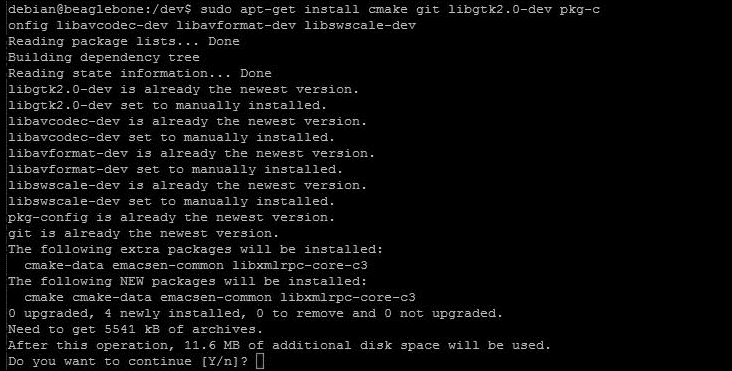 debian@beaglebone:/dev$ sudo apt-get install cmake git libgtk2.0-dev pkg-c
onfig libavcodec-dev libavformat-dev libswscale-dev
Reading package lists... Done
Building dependency tree
Reading state information... Done
libgtk2.0-dev is already the newest version.
libgtk2.0-dev set to manually installed.
libavcodec-dev is already the newest version.
libavcodec-dev set to manually installed.
libavformat-dev is already the newest version.
libavformat-dev set to manually installed.
libswscale-dev is already the newest version.
libswscale-dev set to manually installed.
pkg-config is already the newest version.
git is already the newest version.
The following extra packages will be installed:
  cmake-data emacsen-common libxmlrpc-core-c3
The following NEW packages will be installed:
  cmake cmake-data emacsen-common libxmlrpc-core-c3
0 upgraded, 4 newly installed, 0 to remove and 0 not upgraded.
Need to get 5541 kB of archives.
After this operation, 11.6 MB of additional disk space will be used.
Do you want to continue [Y/n]?